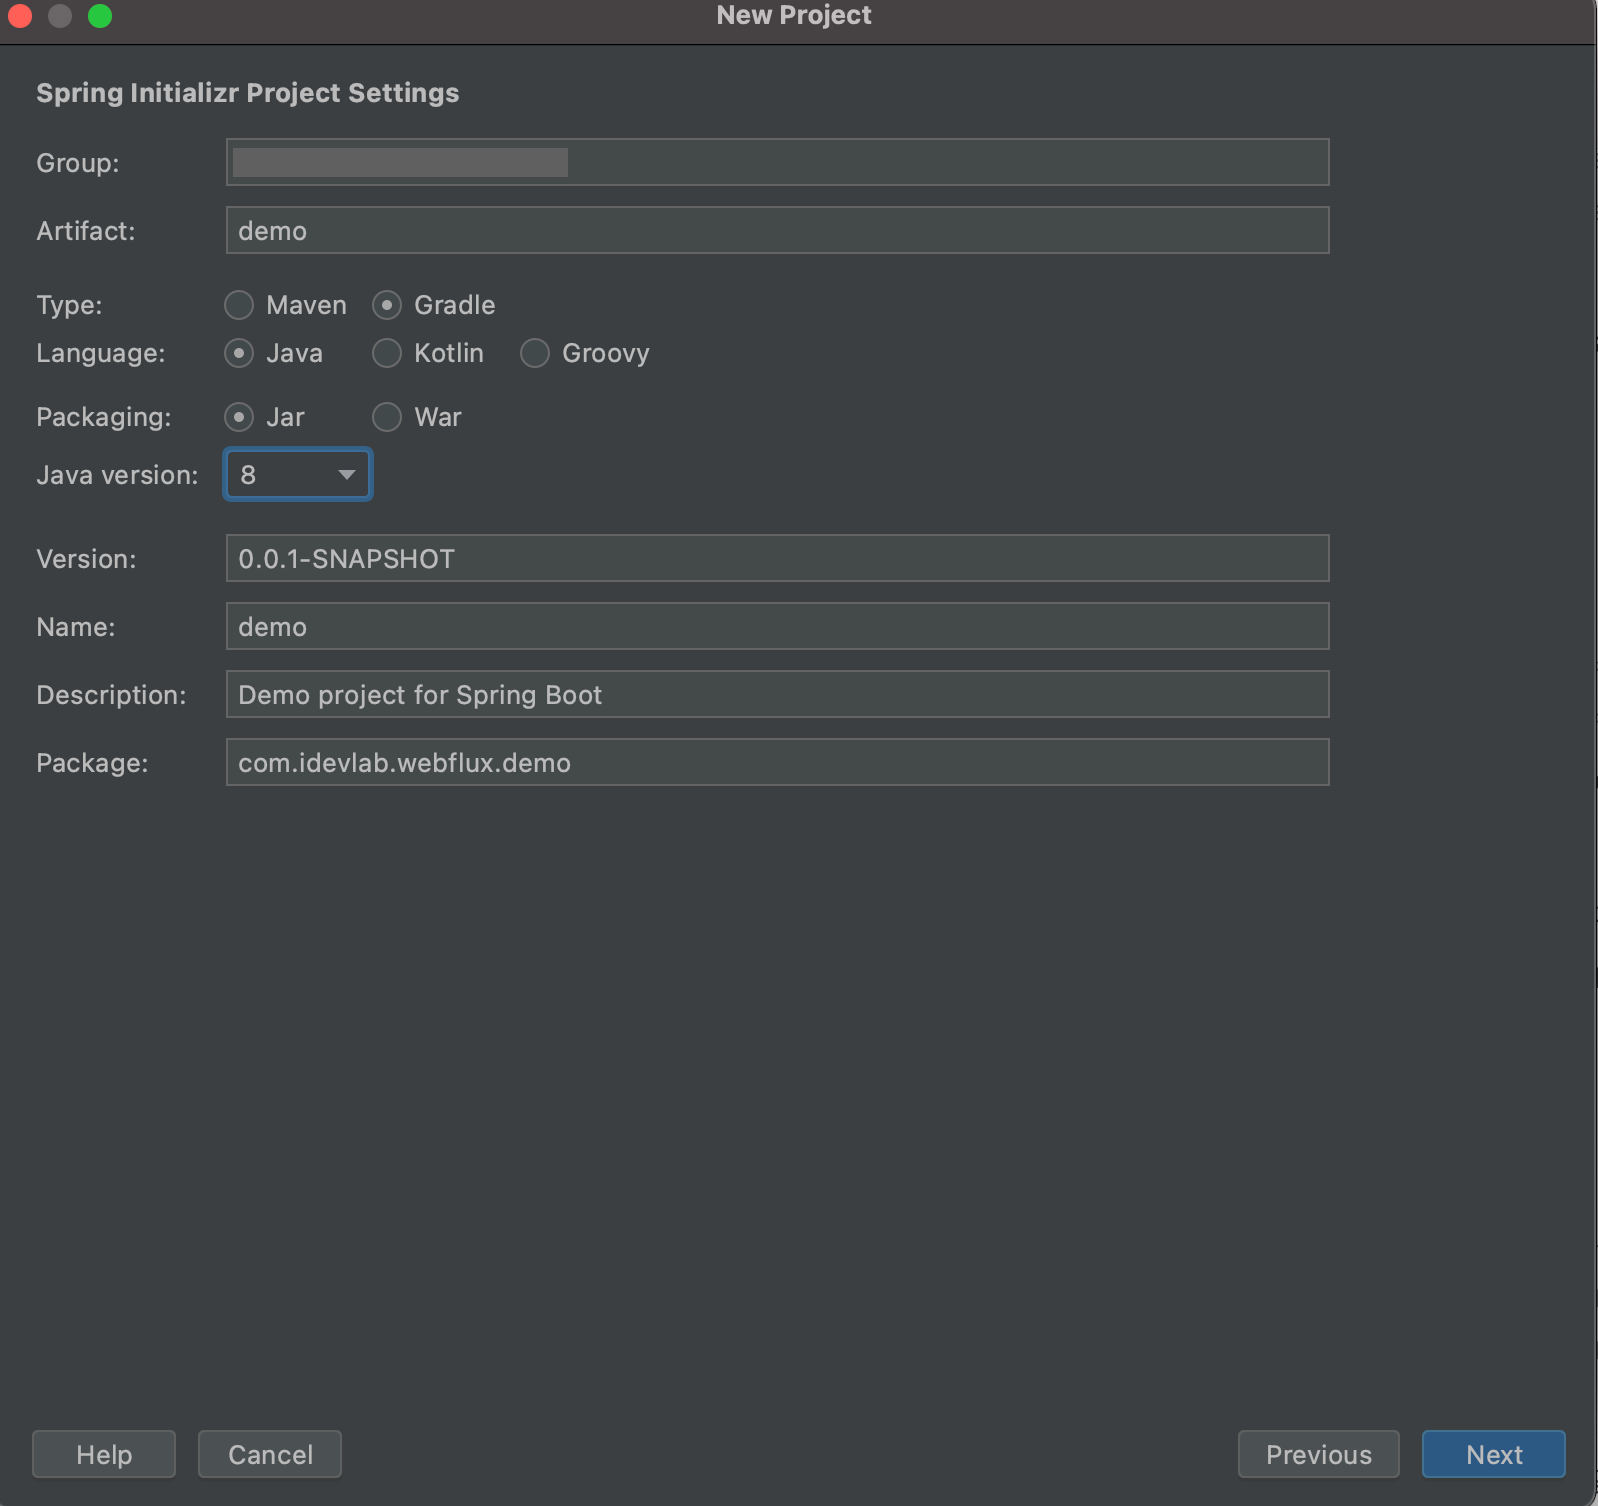 New Project
Spring Initializr Project Settings
Group:
Artifact: demo
Type: Maven Gradle
Language: Java Kotlin Groovy
Packaging: Jar War
Java version: 8
Version: 0.0.1-SNAPSHOT
Name: demo
Description: Demo project for Spring Boot
Package: com.idevlab.webflux.demo
Help Cancel Previous Next